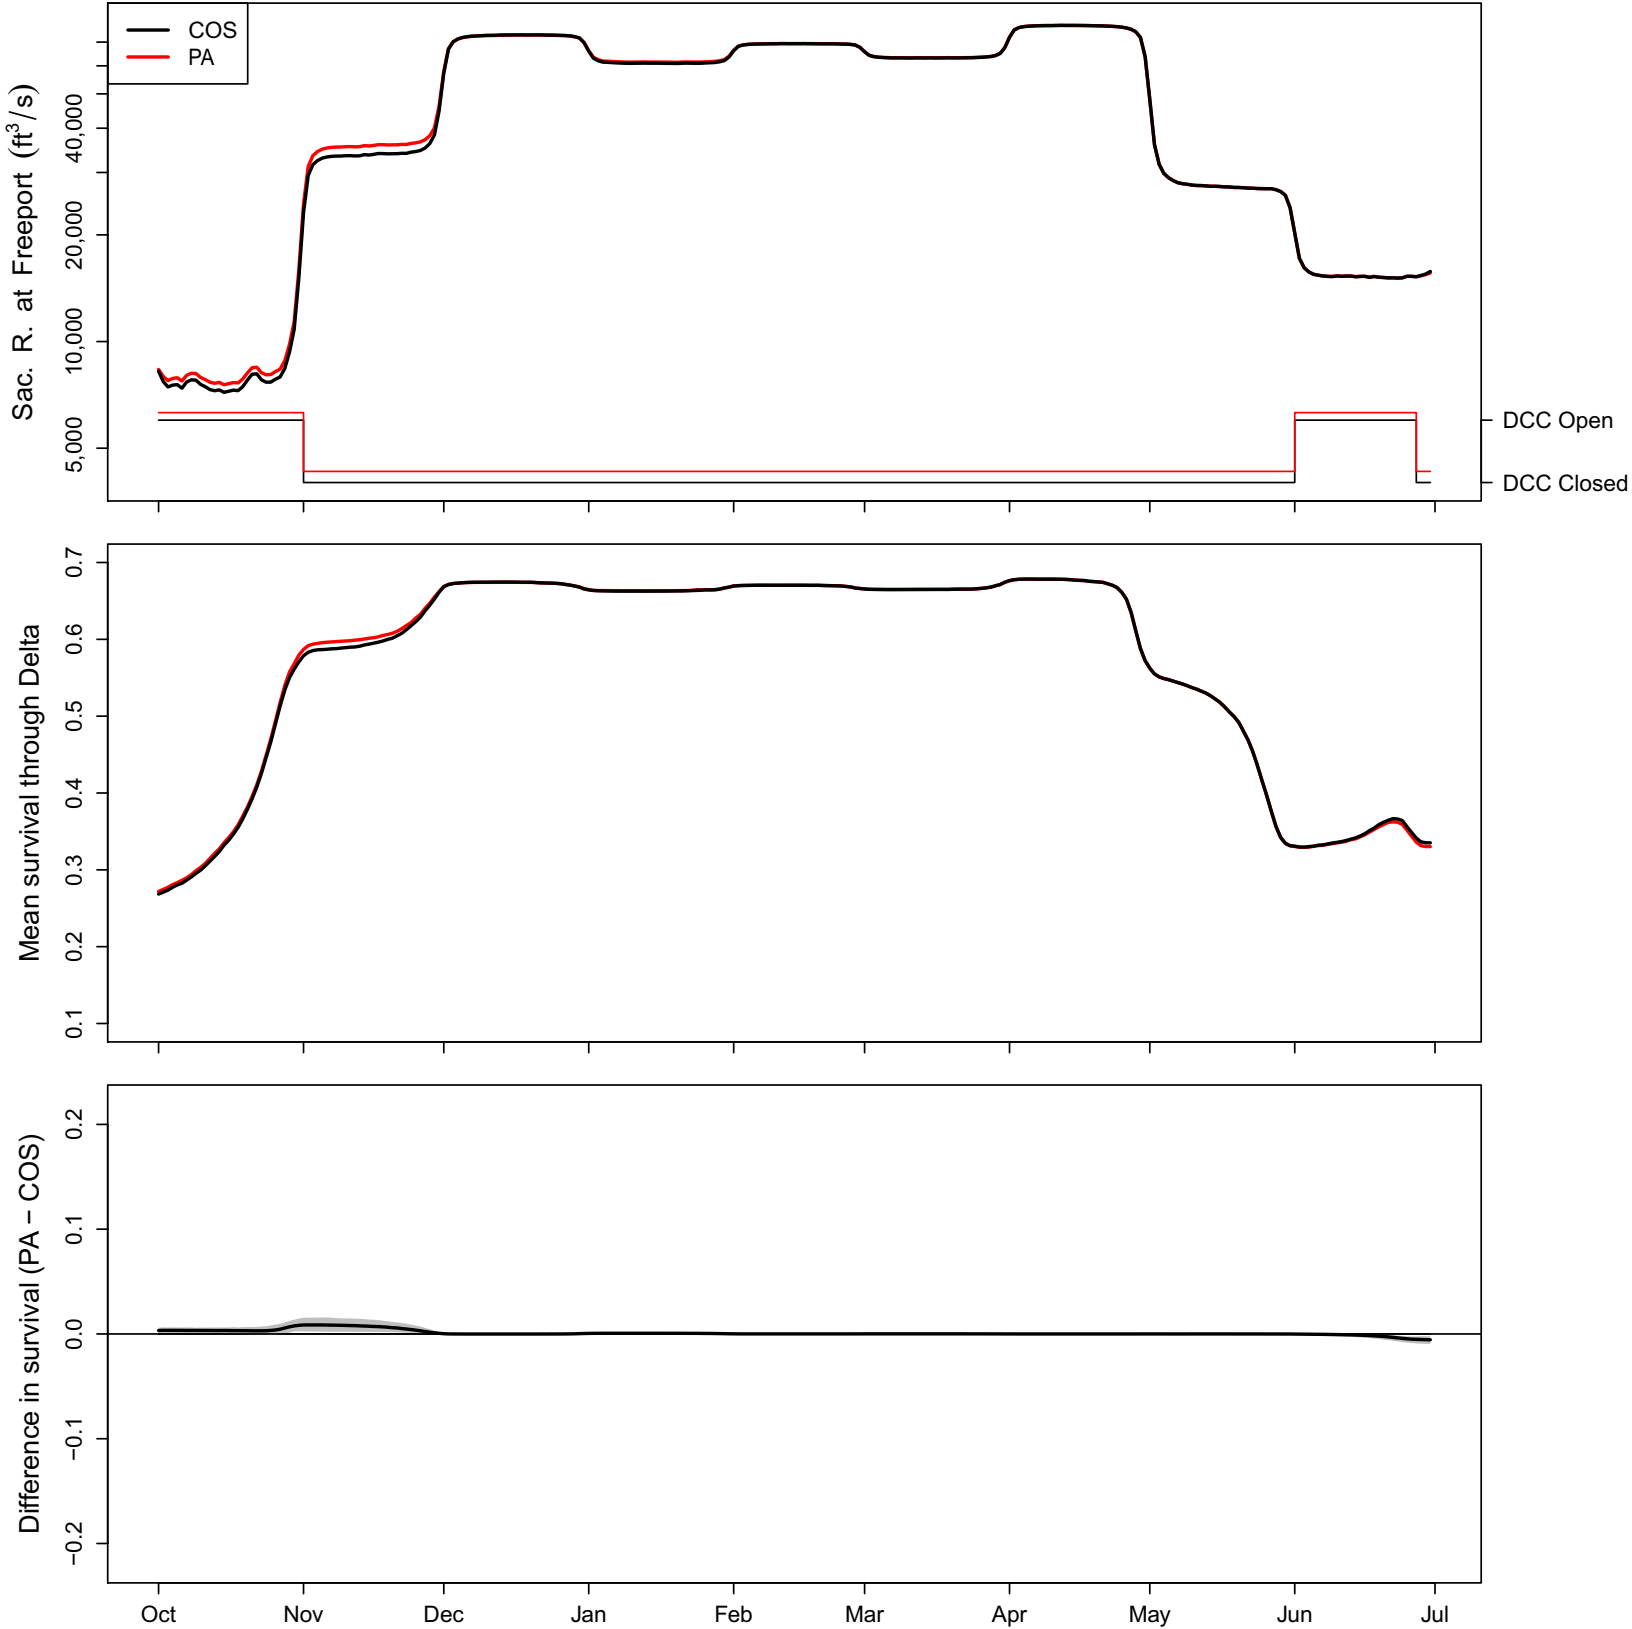 COS
PA
Sac. R. at Freeport (ft³/s)
40,000
20,000
10,000
5,000
DCC Open
DCC Closed
Mean survival through Delta
0.7
0.6
0.5
0.4
0.3
0.2
0.1
Difference in survival (PA − COS)
0.2
0.1
0.0
−0.1
−0.2
Oct Nov Dec Jan Feb Mar Apr May Jun Jul